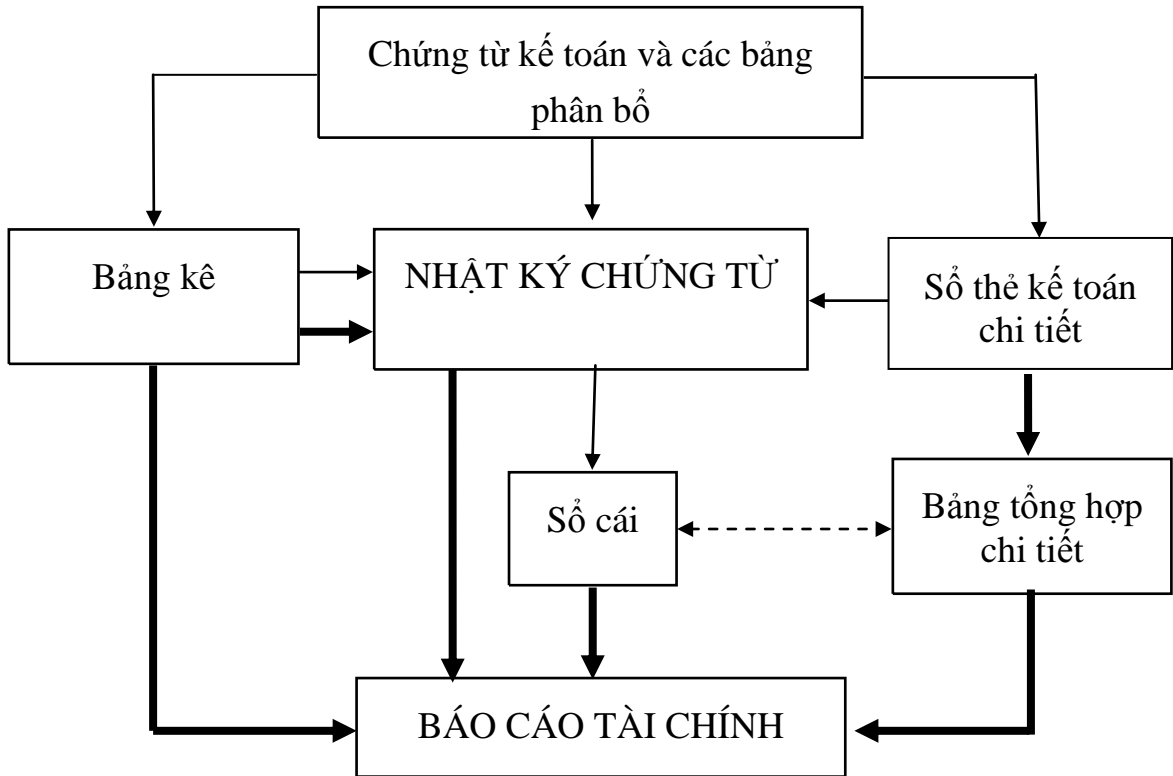 Chứng từ kế toán và các bảng
phân bổ
Bảng kê
NHẬT KÝ CHỨNG TỪ
Sổ thẻ kế toán
chi tiết
Sổ cái
Bảng tổng hợp
chi tiết
BÁO CÁO TÀI CHÍNH